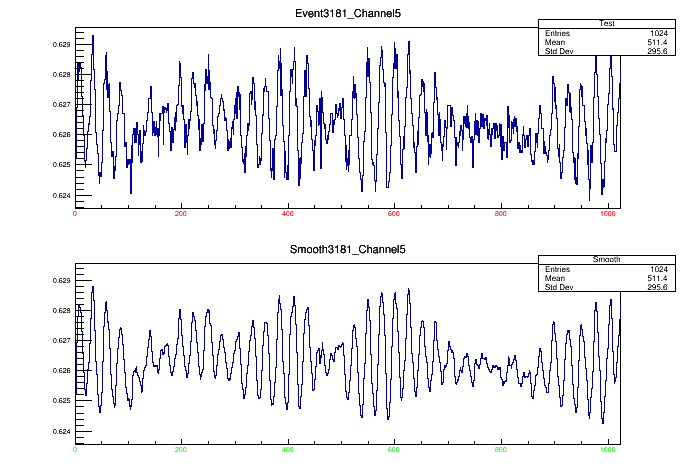 Event3181_Channel5
Test
Entries 1024
Mean 511.4
Std Dev 295.6
0.629
0.628
0.627
0.626
0.625
0.624
0 200 400 600 800 1000
Smooth3181_Channel5
Smooth
Entries 1024
Mean 511.4
Std Dev 295.6
0.629
0.628
0.627
0.626
0.625
0.624
0 200 400 600 800 1000